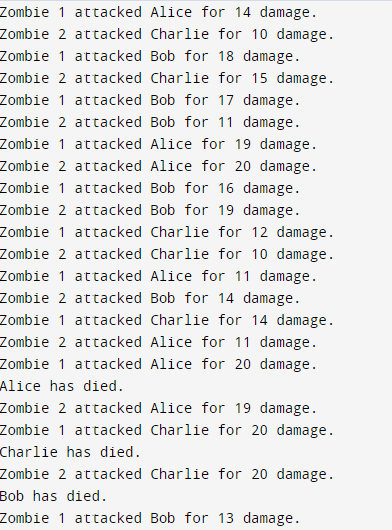 Zombie 1 attacked Alice for 14 damage.
Zombie 2 attacked Charlie for 10 damage.
Zombie 1 attacked Bob for 18 damage.
Zombie 2 attacked Charlie for 15 damage.
Zombie 1 attacked Bob for 17 damage.
Zombie 2 attacked Bob for 11 damage.
Zombie 1 attacked Alice for 19 damage.
Zombie 2 attacked Alice for 20 damage.
Zombie 1 attacked Bob for 16 damage.
Zombie 2 attacked Bob for 19 damage.
Zombie 1 attacked Charlie for 12 damage.
Zombie 2 attacked Charlie for 10 damage.
Zombie 1 attacked Alice for 11 damage.
Zombie 2 attacked Bob for 14 damage.
Zombie 1 attacked Charlie for 14 damage.
Zombie 2 attacked Alice for 11 damage.
Zombie 1 attacked Alice for 20 damage.
Alice has died.
Zombie 2 attacked Alice for 19 damage.
Zombie 1 attacked Charlie for 20 damage.
Charlie has died.
Zombie 2 attacked Charlie for 20 damage.
Bob has died.
Zombie 1 attacked Bob for 13 damage.